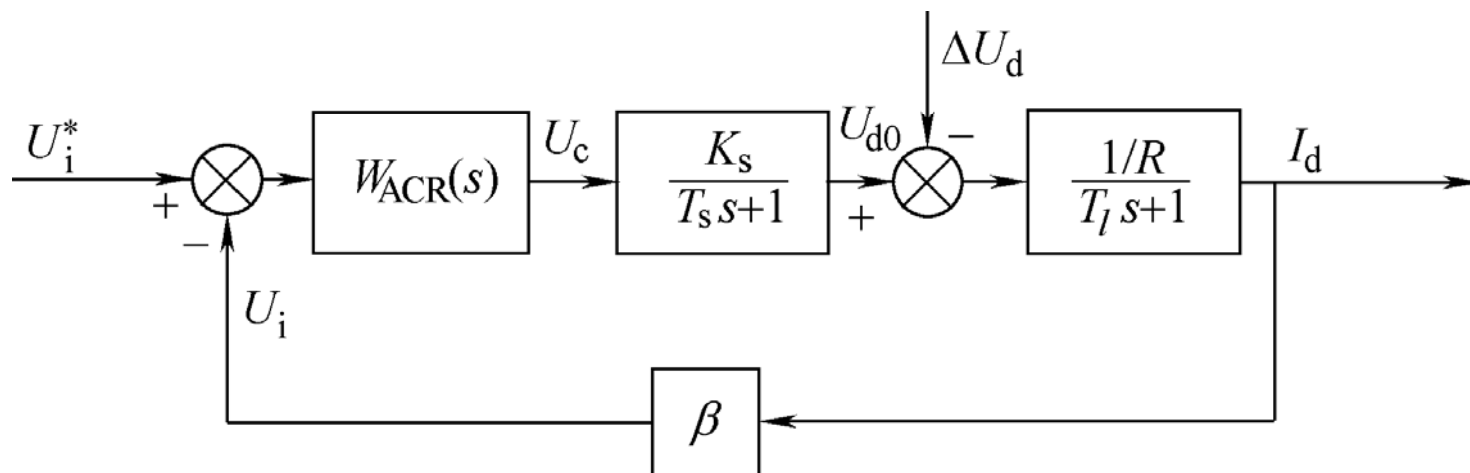 ΔU_d
U_i^*
+
−
W_ACR(s)
U_c
K_s
T_s s+1
U_d0
+
−
1/R
T_l s+1
I_d
U_i
β